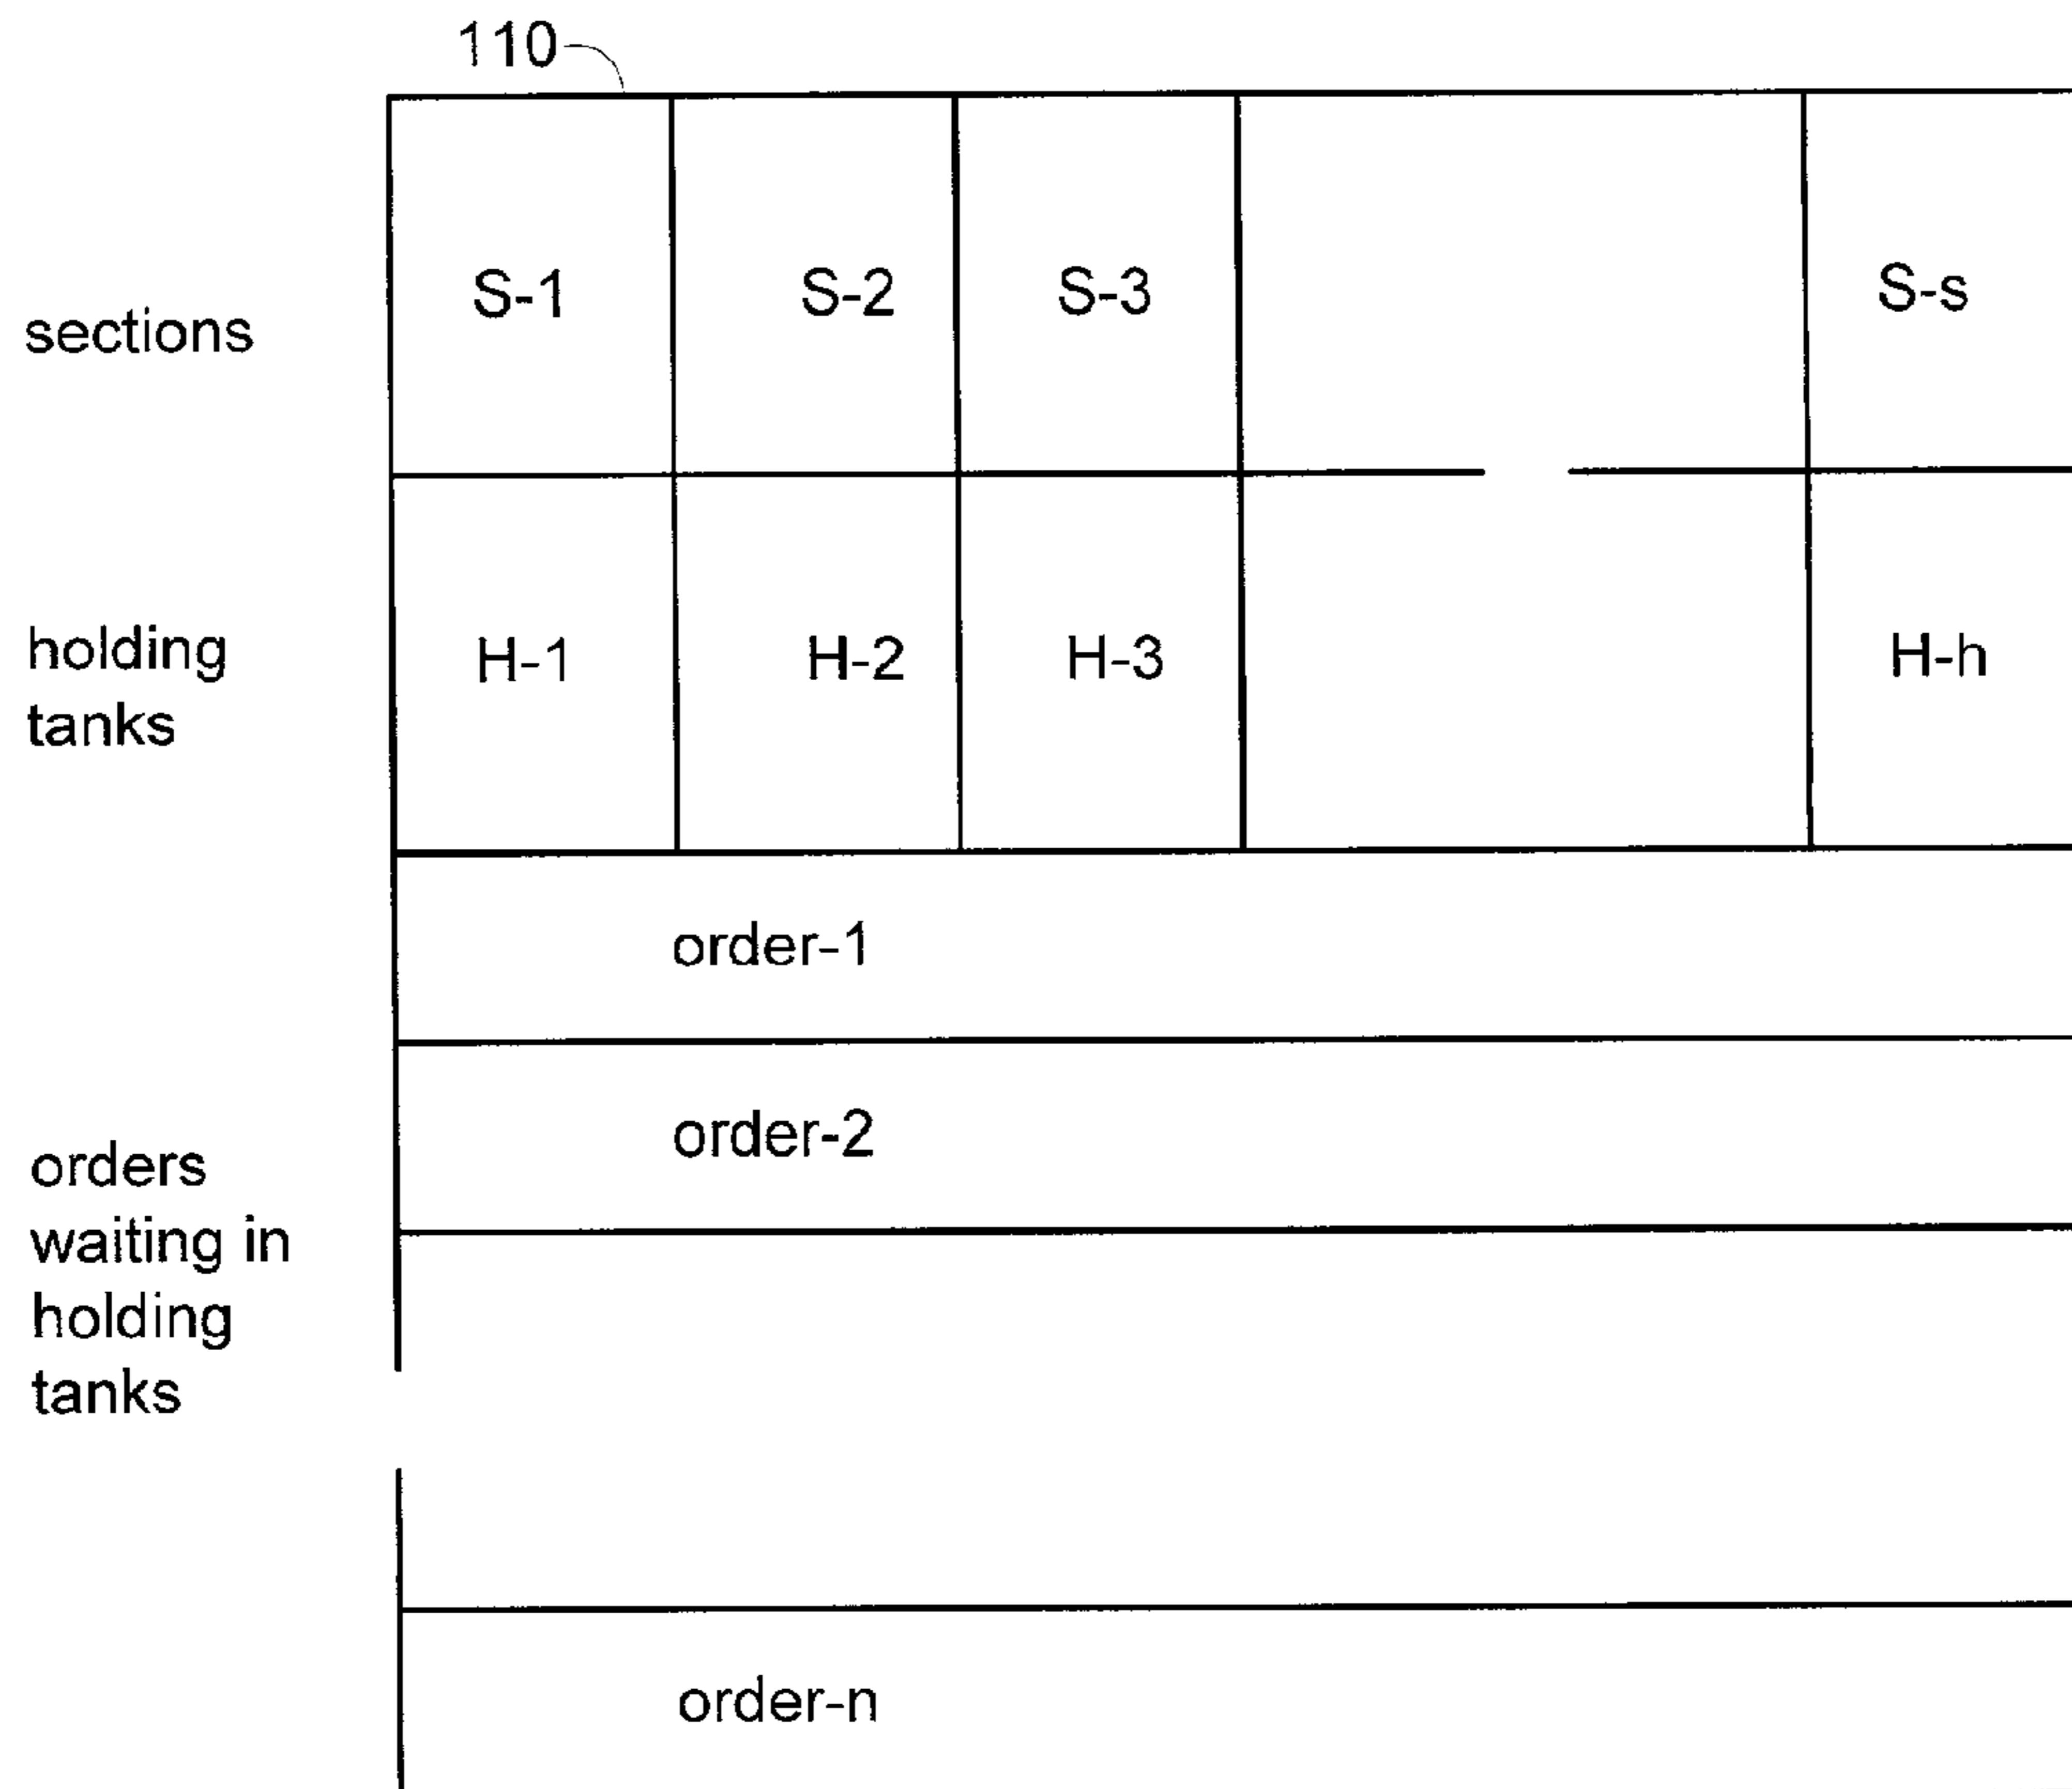 110
sections
S-1 S-2 S-3 S-s
holding
tanks
H-1 H-2 H-3 H-h
order-1
order-2
orders
waiting in
holding
tanks
order-n